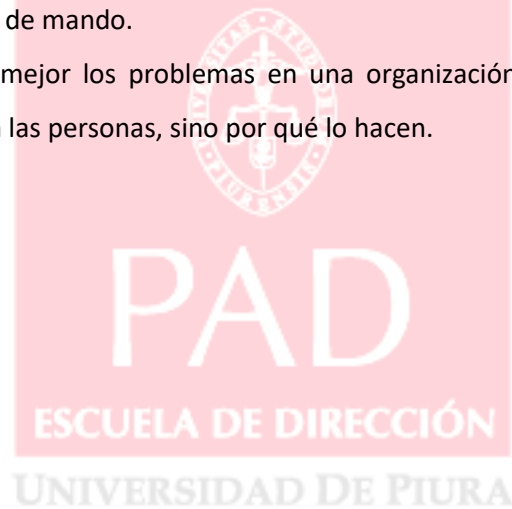 de mando.
mejor los problemas en una organización
las personas, sino por qué lo hacen.
PAD
ESCUELA DE DIRECCIÓN
UNIVERSIDAD DE PIURA